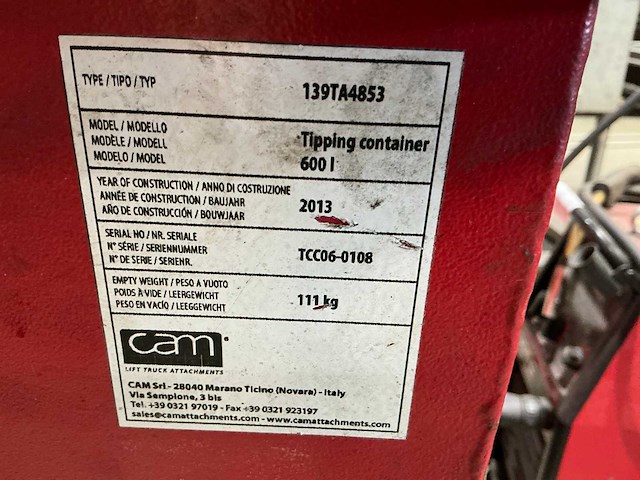 TYPE / TIPO / TYP
139TA4853
MODEL / MODELLO
MODÈLE / MODELL
MODELO / MODEL
Tipping container
600 l
YEAR OF CONSTRUCTION / ANNO DI COSTRUZIONE
ANNÉE DE CONSTRUCTION / BAUJAHR
AÑO DE CONSTRUCCIÓN / BOUWJAAR
2013
SERIAL NO / NR. SERIALE
N° SÉRIE / SERIENNUMMER
N° DE SERIE / SERIENR.
TCC06-0108
EMPTY WEIGHT / PESO A VUOTO
POIDS À VIDE / LEERGEWICHT
PESO EN VACÍO / LEEGGEWICHT
111 kg
cam®
LIFT TRUCK ATTACHMENTS
CAM Srl - 28040 Marano Ticino (Novara) - Italy
Via Sempione, 3 bis
Tel. +39 0321 97019 - Fax +39 0321 923197
sales@camattachments.com - www.camattachments.com